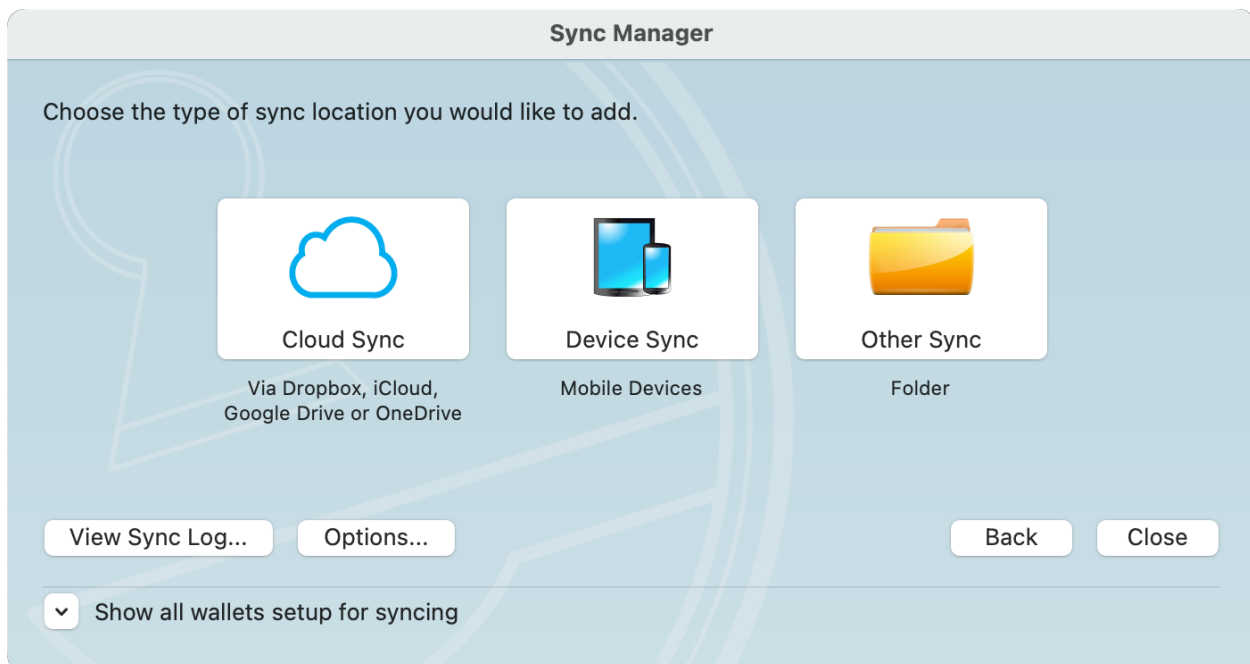 Sync Manager
Choose the type of sync location you would like to add.
Cloud Sync
Device Sync
Other Sync
Via Dropbox, iCloud,
Google Drive or OneDrive
Mobile Devices
Folder
View Sync Log...
Options...
Back
Close
Show all wallets setup for syncing